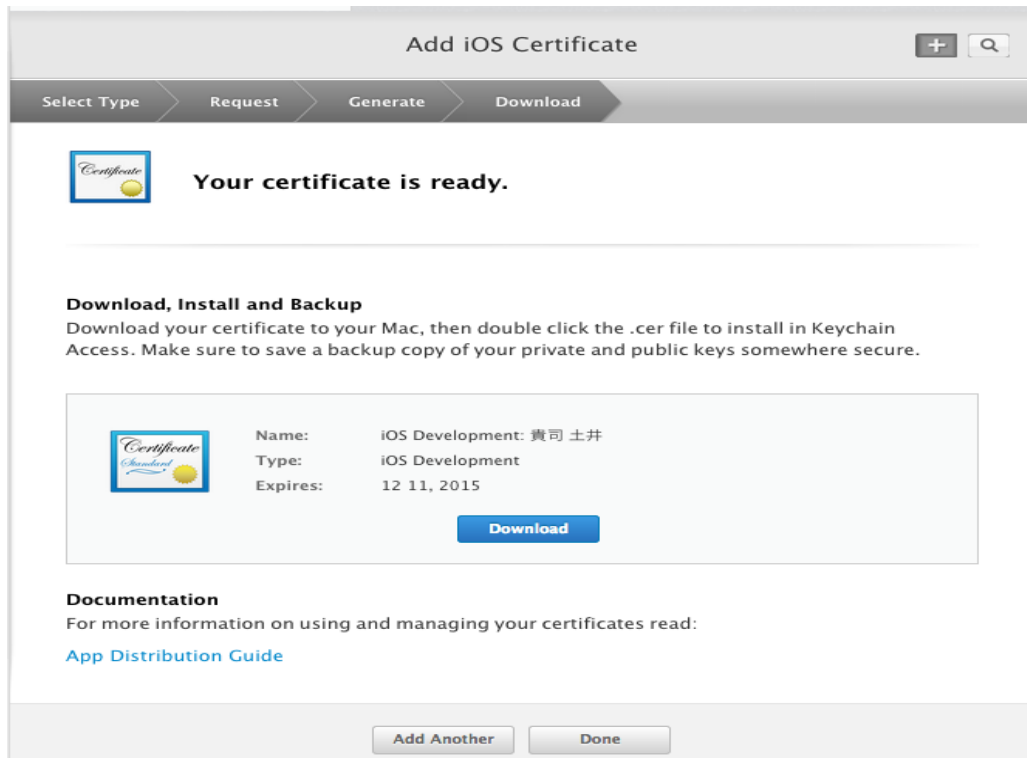 Add iOS Certificate
Select Type Request Generate Download
Certificate
Your certificate is ready.
Download, Install and Backup
Download your certificate to your Mac, then double click the .cer file to install in Keychain
Access. Make sure to save a backup copy of your private and public keys somewhere secure.
Certificate
Standard
Name: iOS Development: 貴司 土井
Type: iOS Development
Expires: 12 11, 2015
Download
Documentation
For more information on using and managing your certificates read:
App Distribution Guide
Add Another Done